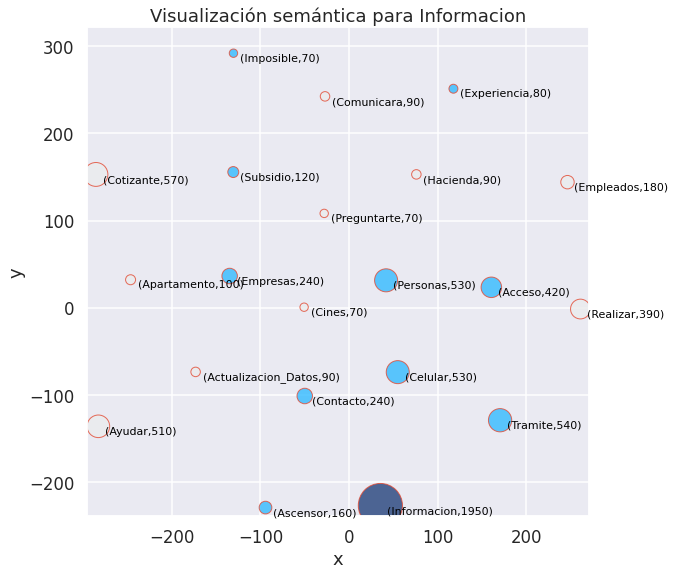 Visualización semántica para Informacion
300
(Imposible,70)
(Experiencia,80)
(Comunicara,90)
200
(Cotizante,570)
(Subsidio,120)
(Hacienda,90)
(Empleados,180)
100
(Preguntarte,70)
y
(Apartamento,100)
(Empresas,240)
(Personas,530)
(Acceso,420)
0
(Cines,70)
(Realizar,390)
(Actualizacion_Datos,90)
(Celular,530)
−100
(Contacto,240)
(Ayudar,510)
(Tramite,540)
−200
(Ascensor,160)
(Informacion,1950)
−200 −100 0 100 200
x